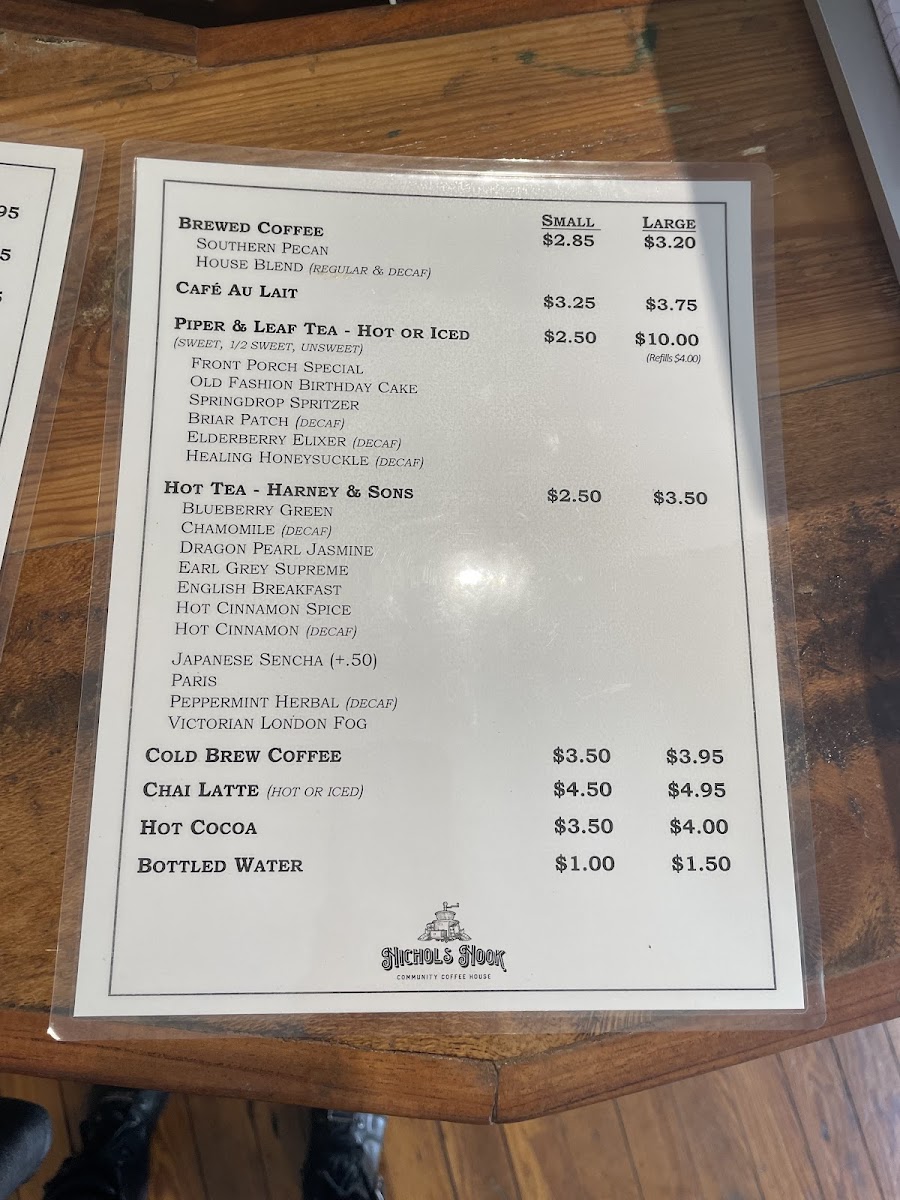 95
5
BREWED COFFEE SMALL LARGE
$2.85 $3.20
SOUTHERN PECAN
HOUSE BLEND (REGULAR & DECAF)
CAFÉ AU LAIT $3.25 $3.75
PIPER & LEAF TEA - HOT OR ICED $2.50 $10.00
(SWEET, 1/2 SWEET, UNSWEET) (Refills $4.00)
FRONT PORCH SPECIAL
OLD FASHION BIRTHDAY CAKE
SPRINGDROP SPRITZER
BRIAR PATCH (DECAF)
ELDERBERRY ELIXER (DECAF)
HEALING HONEYSUCKLE (DECAF)
HOT TEA - HARNEY & SONS $2.50 $3.50
BLUEBERRY GREEN
CHAMOMILE (DECAF)
DRAGON PEARL JASMINE
EARL GREY SUPREME
ENGLISH BREAKFAST
HOT CINNAMON SPICE
HOT CINNAMON (DECAF)
JAPANESE SENCHA (+.50)
PARIS
PEPPERMINT HERBAL (DECAF)
VICTORIAN LONDON FOG
COLD BREW COFFEE $3.50 $3.95
CHAI LATTE (HOT OR ICED) $4.50 $4.95
HOT COCOA $3.50 $4.00
BOTTLED WATER $1.00 $1.50
NICHOLS NOOK
COMMUNITY COFFEE HOUSE